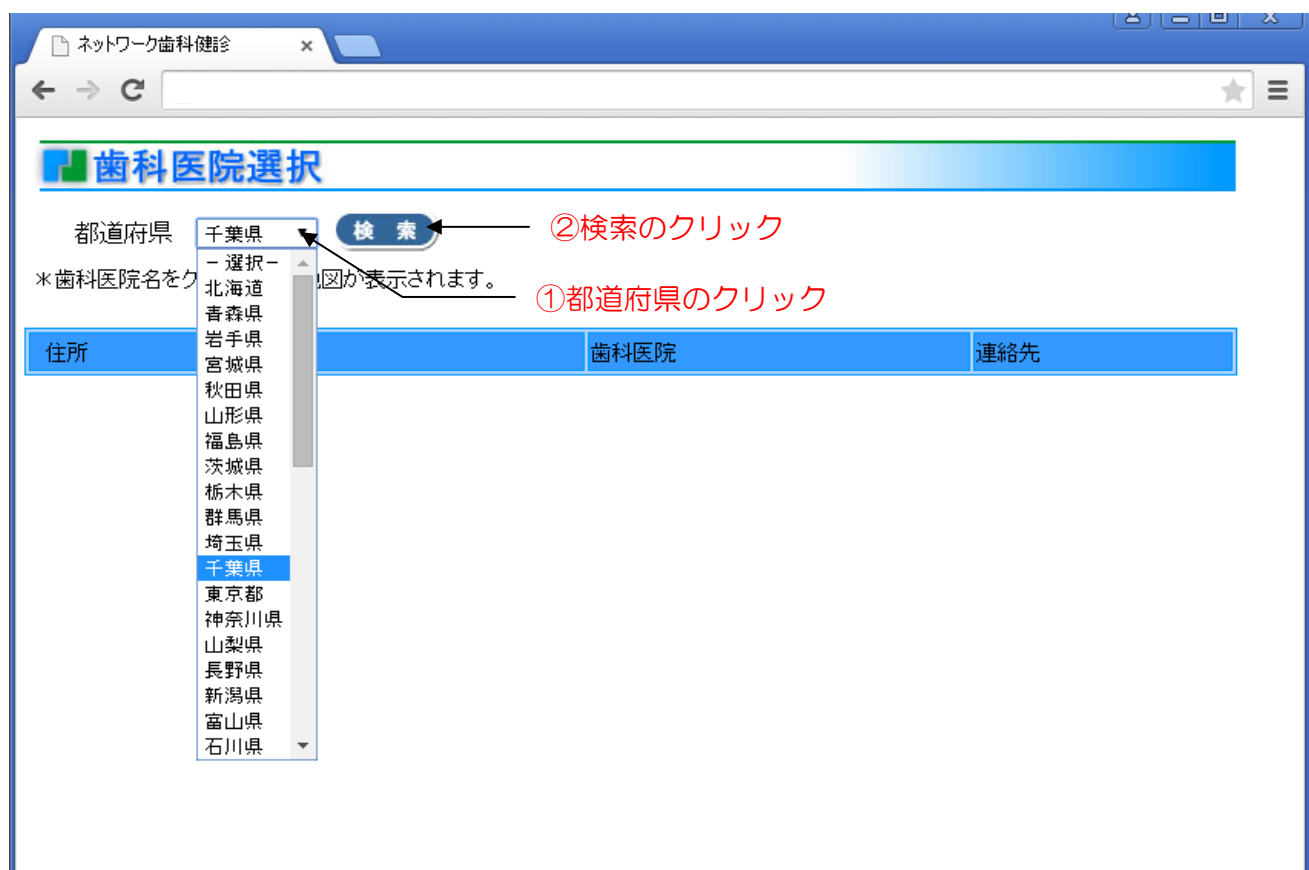 ネットワーク歯科健診
歯科医院選択
都道府県 千葉県 検 索 ②検索のクリック
＊歯科医院名をク
図が表示されます。
①都道府県のクリック
－選択－
北海道
青森県
岩手県
宮城県
秋田県
山形県
福島県
茨城県
栃木県
群馬県
埼玉県
千葉県
東京都
神奈川県
山梨県
長野県
新潟県
富山県
石川県
住所 歯科医院 連絡先